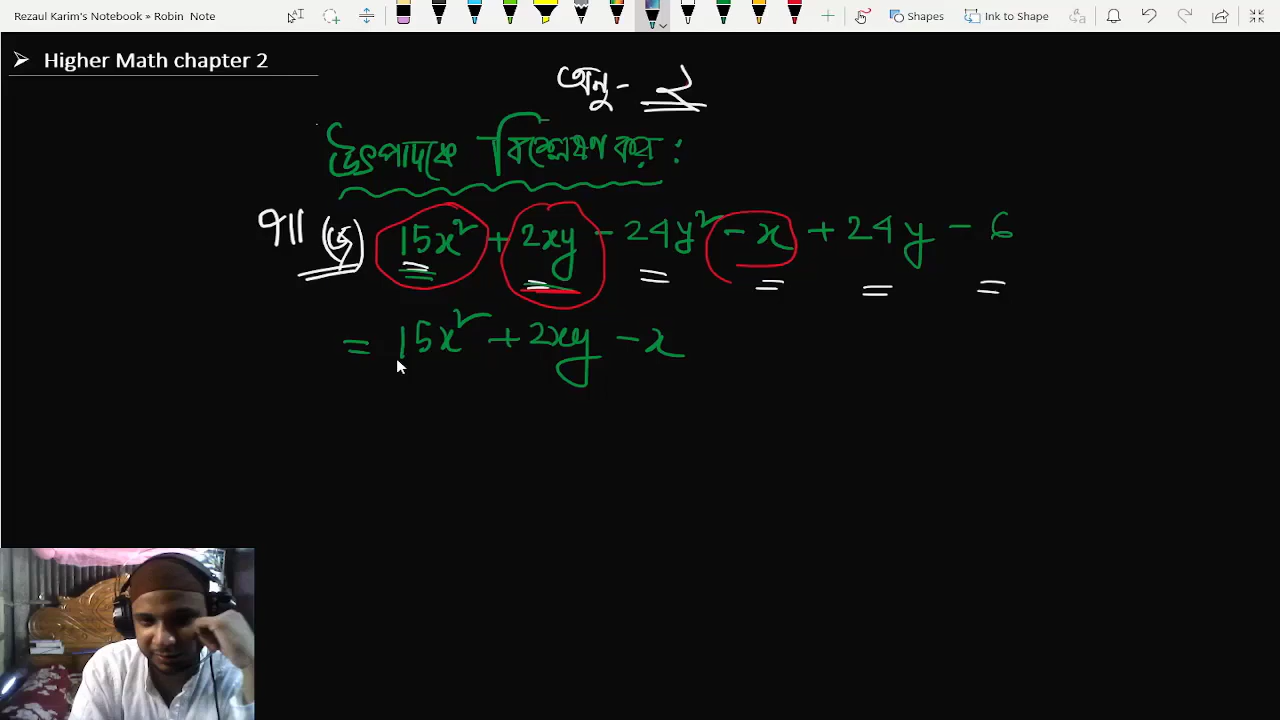 Rezaul Karim's Notebook » Robin Note
Shapes
Ink to Shape
Higher Math chapter 2
অনু - ২
উৎপাদকে বিশ্লেষণ কর :
৭॥ (জ) 15x² + 2xy - 24y² - x + 24y - 6
= 15x² + 2xy - x